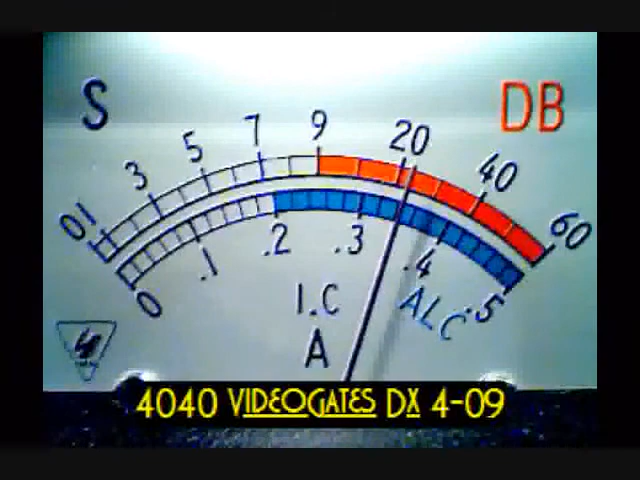 S DB
01 3 5 7 9 20 40 60
0 .1 .2 .3 .4 .5
I.C ALC
A
4040 VIDEOGATES DX 4-09